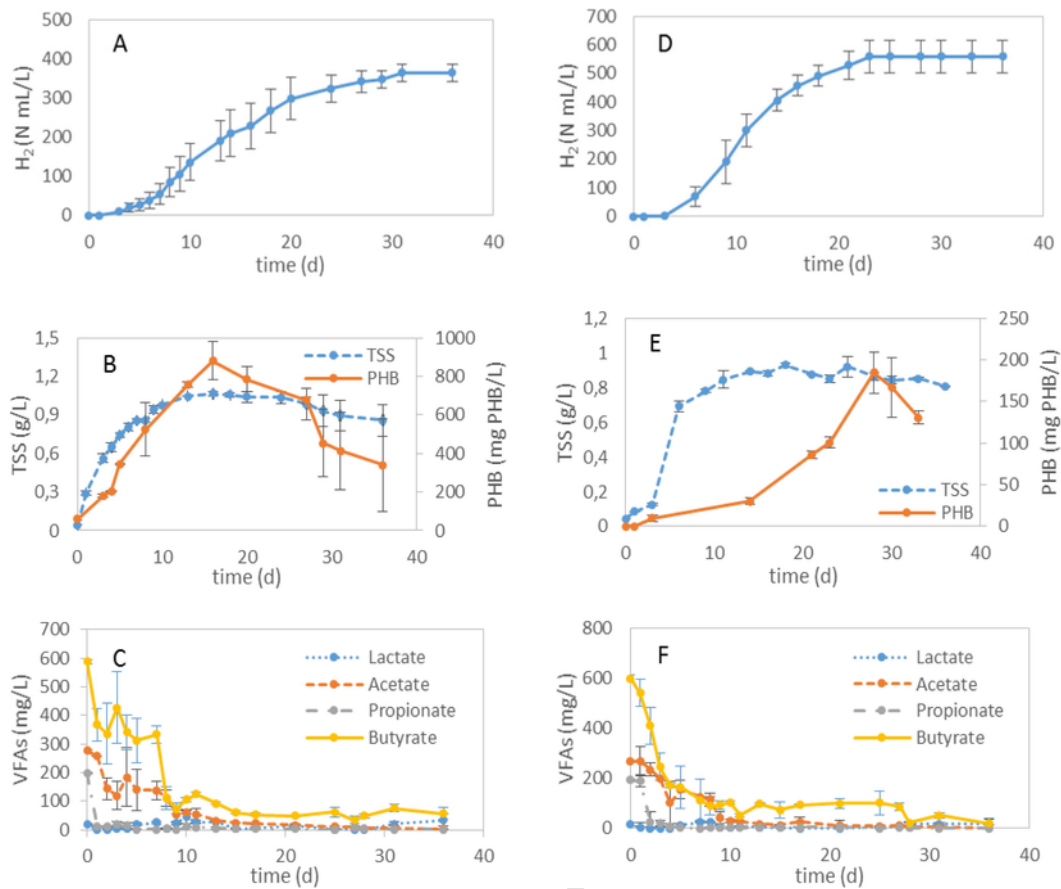 A
H₂(N mL/L)
500
400
300
200
100
0
0 10 20 30 40
time (d)
D
H₂(N mL/L)
700
600
500
400
300
200
100
0
0 10 20 30 40
time (d)
B
TSS (g/L)
1,5
1,2
0,9
0,6
0,3
0
TSS
PHB
1000
800
600
400
200
0
PHB (mg PHB/L)
0 10 20 30 40
time (d)
E
TSS (g/L)
1,2
1
0,8
0,6
0,4
0,2
0
TSS
PHB
250
200
150
100
50
0
PHB (mg PHB/L)
0 10 20 30 40
time (d)
C
VFAs (mg/L)
700
600
500
400
300
200
100
0
Lactate
Acetate
Propionate
Butyrate
0 10 20 30 40
time (d)
F
VFAs (mg/L)
800
600
400
200
0
Lactate
Acetate
Propionate
Butyrate
0 10 20 30 40
time (d)